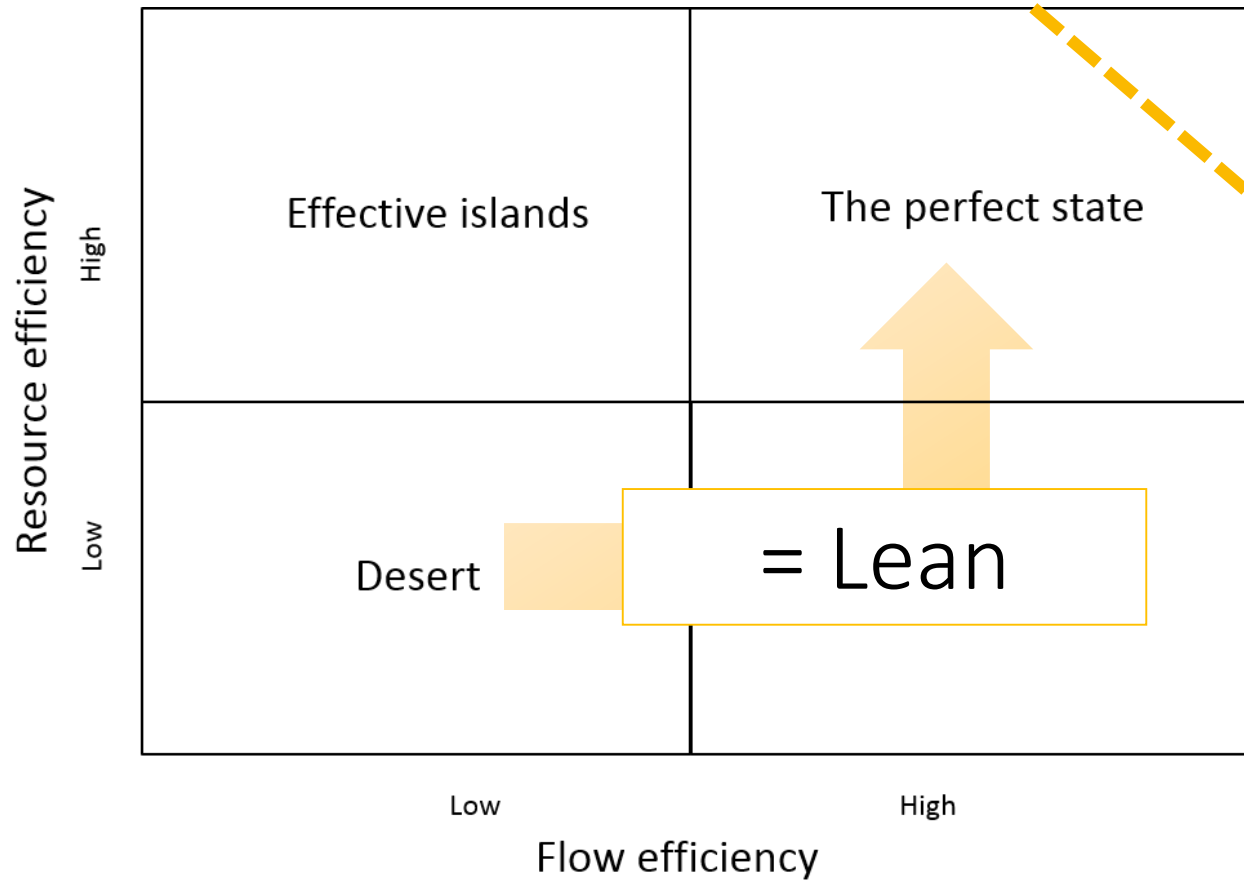 Effective islands
The perfect state
Resource efficiency
High
Low
Desert
= Lean
Low
High
Flow efficiency